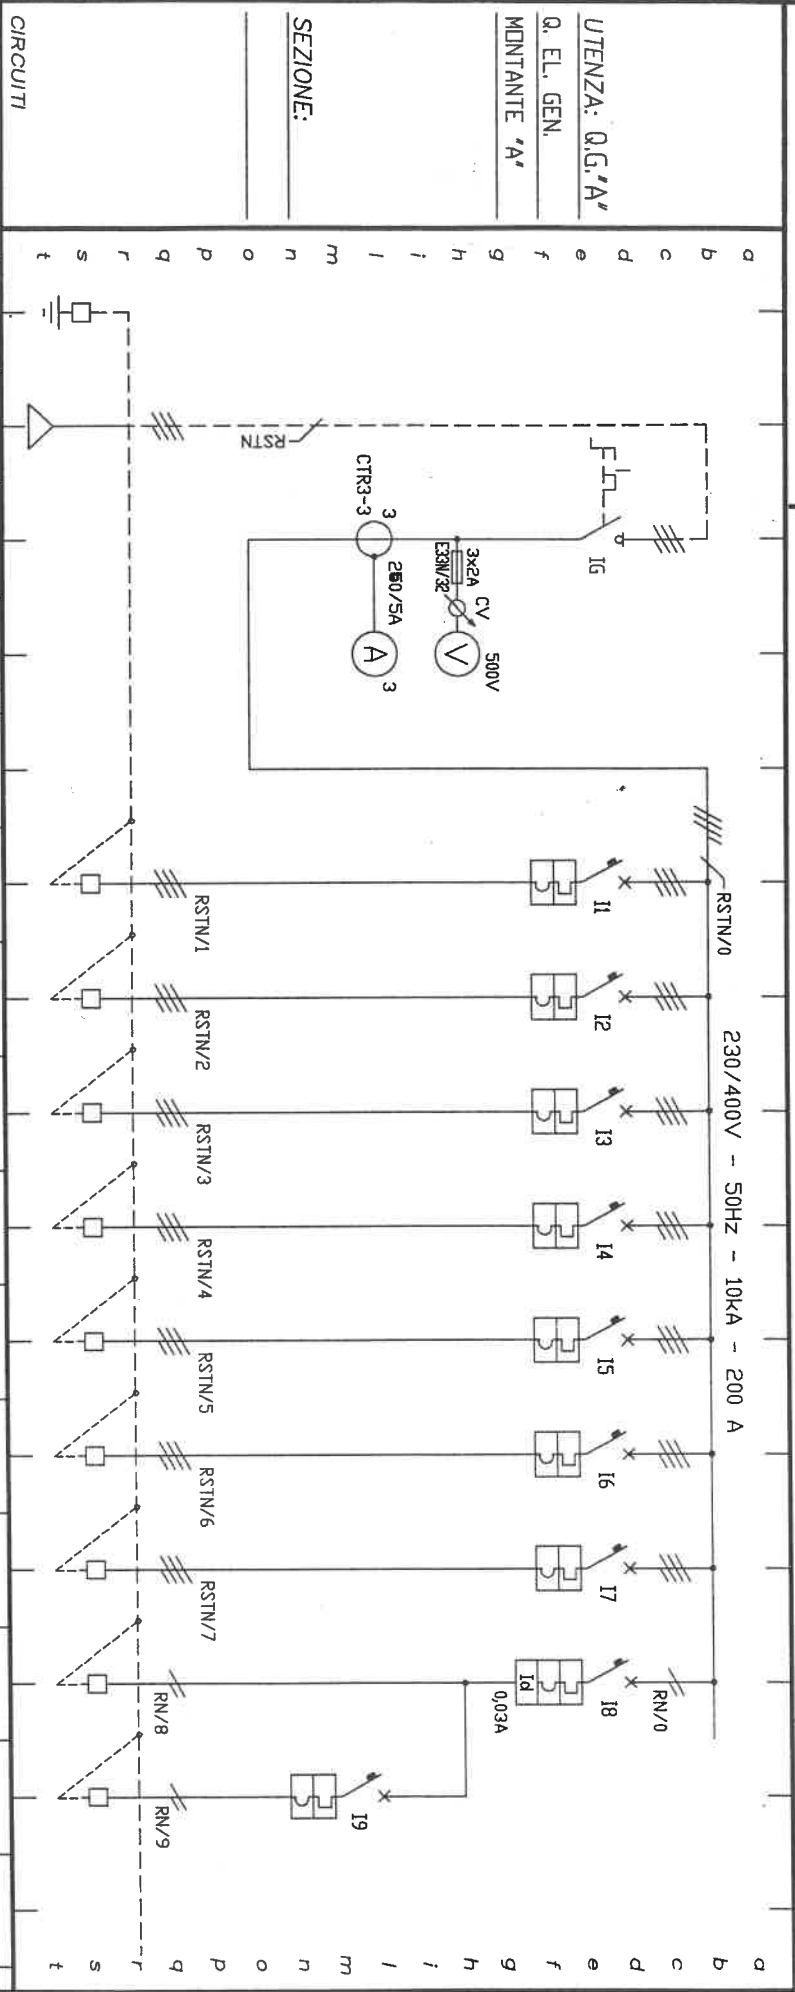 UTENZA: Q.G."A"
Q. EL. GEN.
MONTANTE "A"
SEZIONE:
CIRCUITI
a b c d e f g h i l m n o p q r s t
RSTN
IG
3x2A
E33N/32
CV
V
500V
CTR3-3
3
250/5A
A
3
RSTN/0
230/400V - 50Hz - 10kA - 200 A
I1
I2
I3
I4
I5
I6
I7
I8
RN/0
Id
0,03A
I9
RSTN/1
RSTN/2
RSTN/3
RSTN/4
RSTN/5
RSTN/6
RSTN/7
RN/8
RN/9
a b c d e f g h i l m n o p q r s t